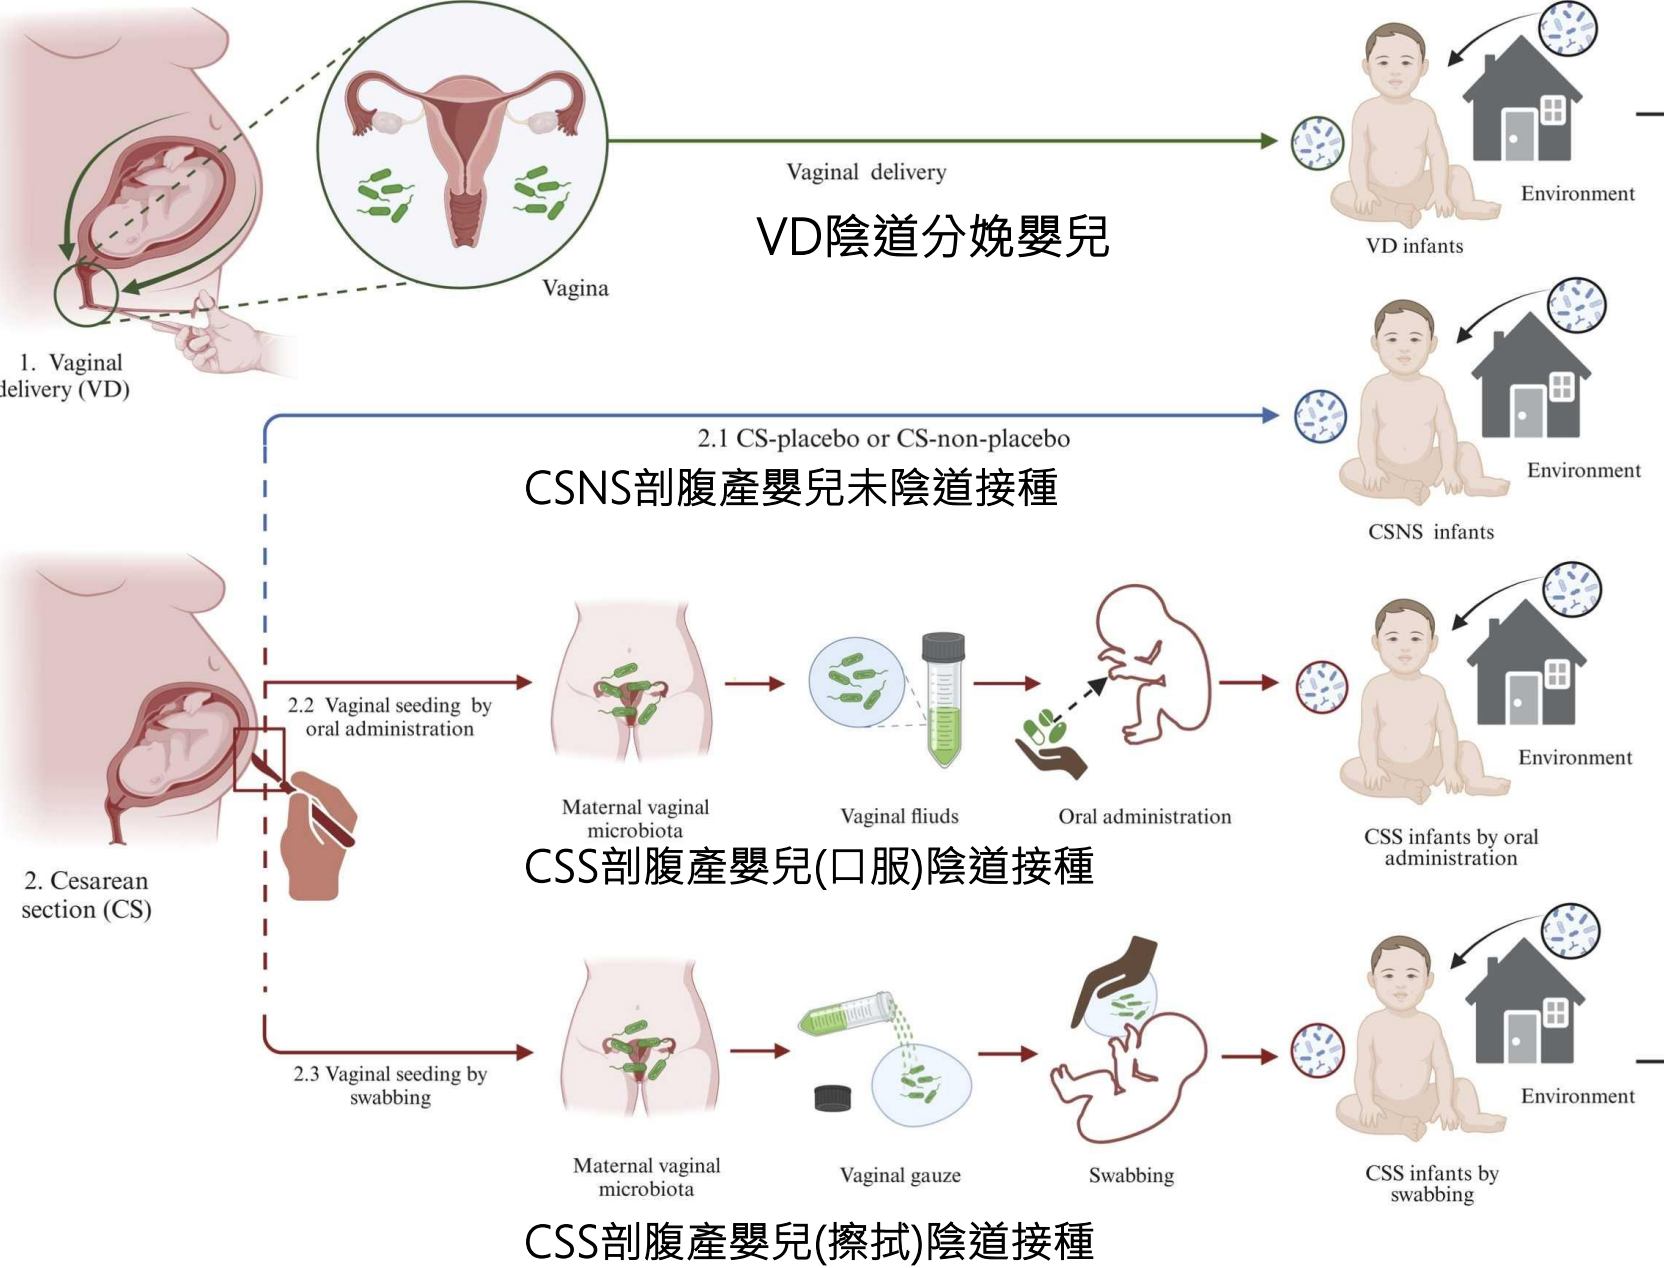 Vaginal delivery
Environment
VD陰道分娩嬰兒
VD infants
Vagina
1. Vaginal
delivery (VD)
2.1 CS-placebo or CS-non-placebo
Environment
CSNS剖腹產嬰兒未陰道接種
CSNS infants
2.2 Vaginal seeding by
oral administration
Environment
Maternal vaginal
microbiota
Vaginal fliuds
Oral administration
CSS infants by oral
administration
CSS剖腹產嬰兒(口服)陰道接種
2. Cesarean
section (CS)
2.3 Vaginal seeding by
swabbing
Environment
Maternal vaginal
microbiota
Vaginal gauze
Swabbing
CSS infants by
swabbing
CSS剖腹產嬰兒(擦拭)陰道接種